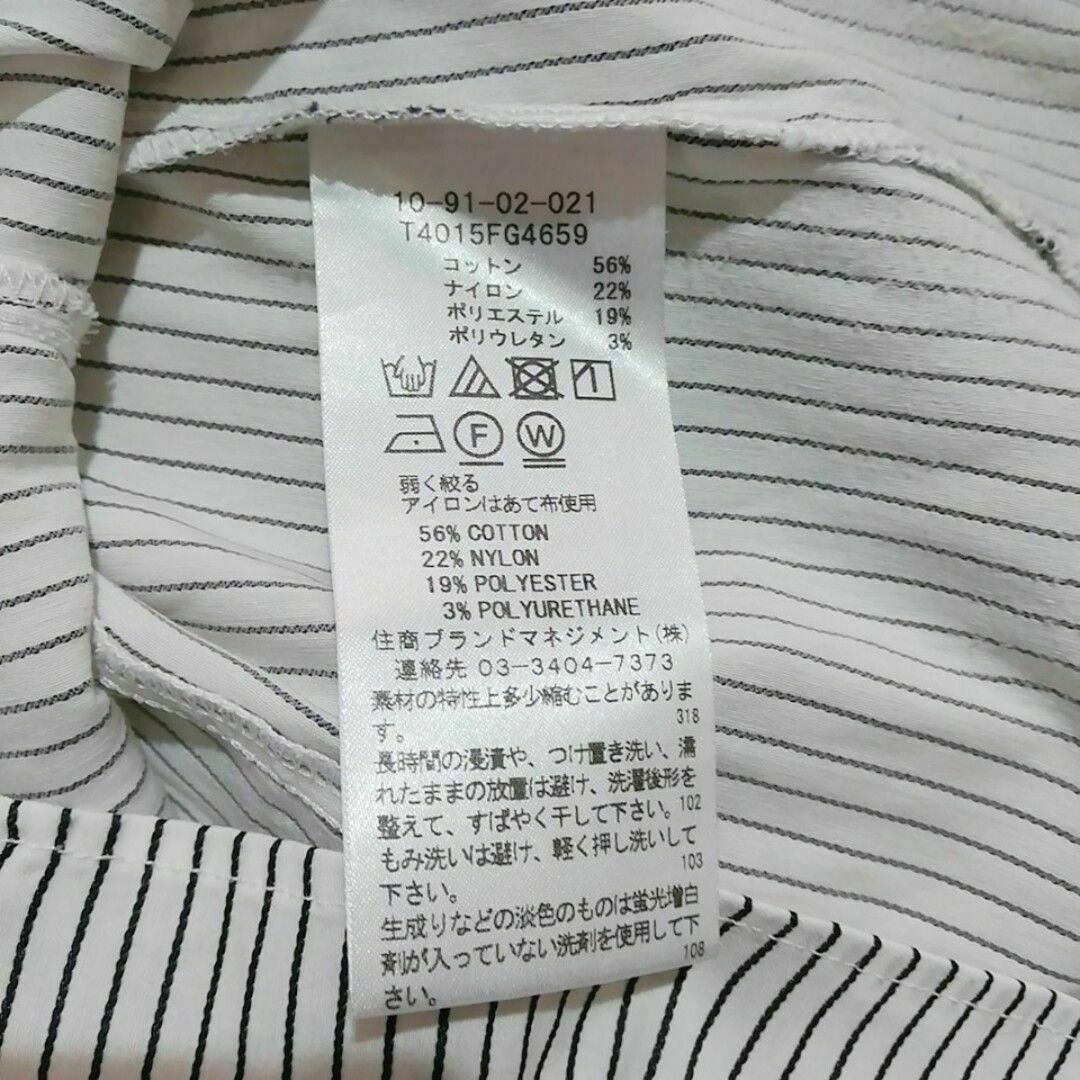 10-91-02-021
T4015FG4659
コットン 56%
ナイロン 22%
ポリエステル 19%
ポリウレタン 3%
F W
弱く絞る
アイロンはあて布使用
56% COTTON
22% NYLON
19% POLYESTER
3% POLYURETHANE
住商ブランドマネジメント(株)
連絡先 03-3404-7373
素材の特性上多少縮むことがありま
す。 318
長時間の浸漬や、つけ置き洗い、濡
れたままの放置は避け、洗濯後形を
整えて、すばやく干して下さい。 102
もみ洗いは避け、軽く押し洗いして
下さい。 103
生成りなどの淡色のものは蛍光増白
剤が入っていない洗剤を使用して下
さい。 108